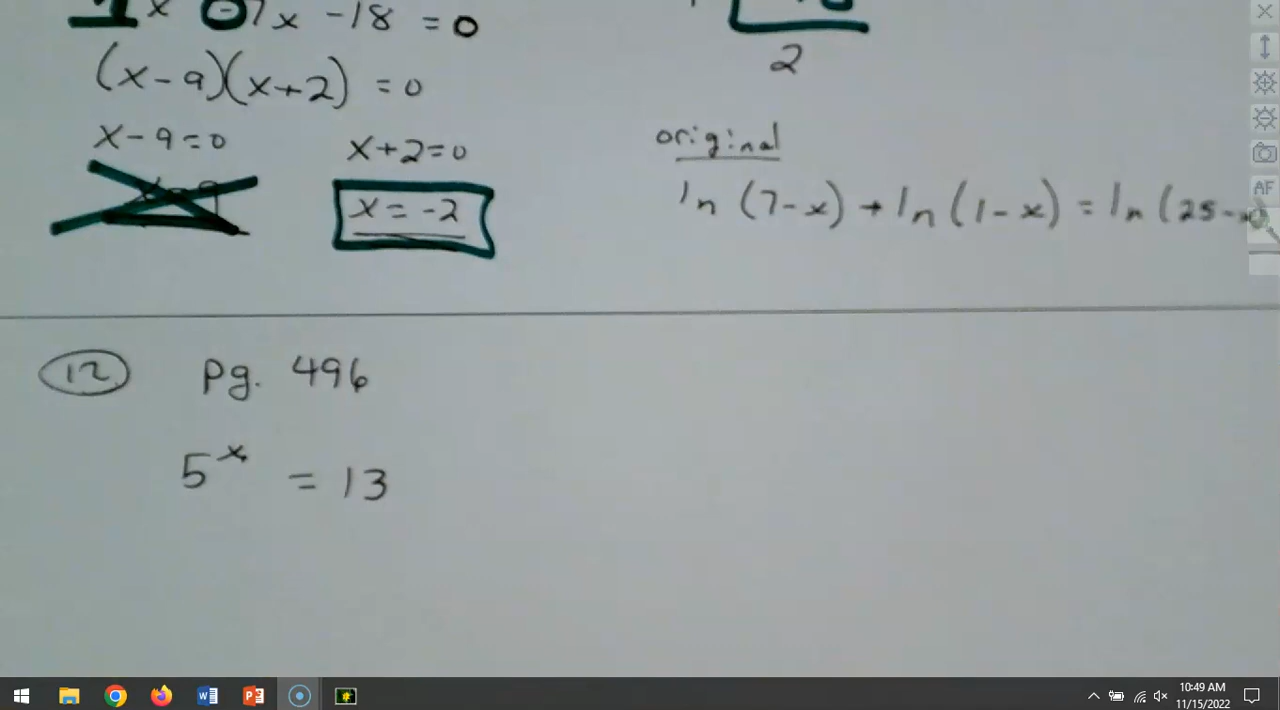 1x -7x -18 = 0
(x-9)(x+2) = 0
x-9=0
x+2=0
x= -2
2
original
ln (7-x) + ln (1-x) = ln (25-x
12 Pg. 496
5^x = 13
AF
10:49 AM
11/15/2022